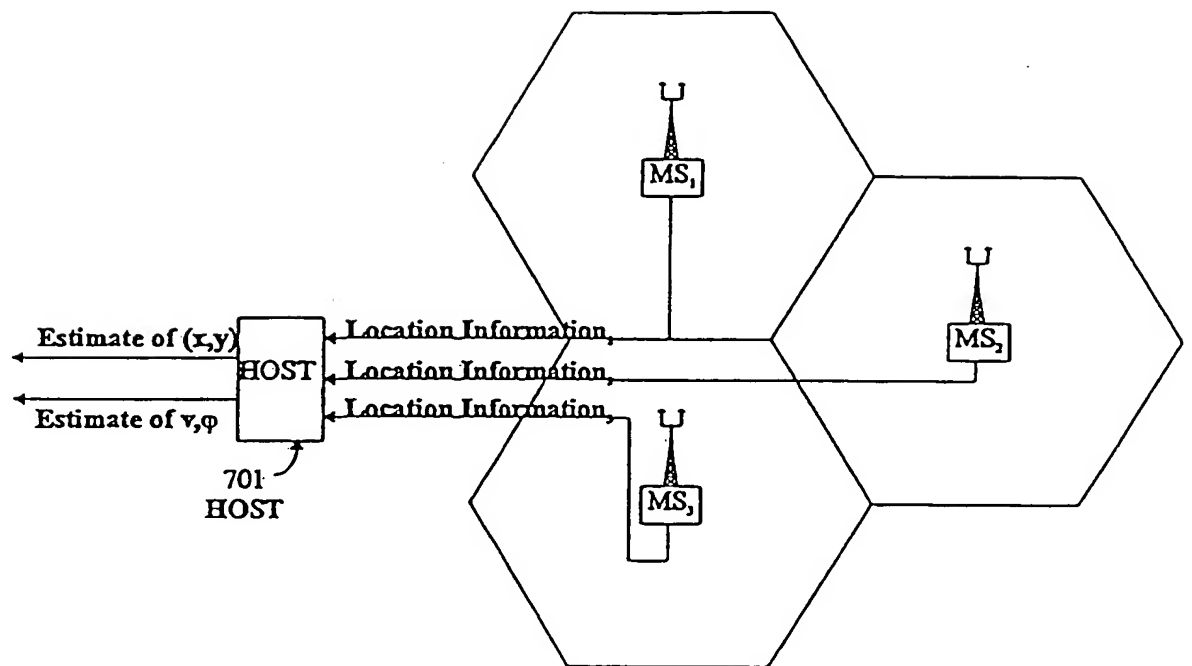 MS₁
MS₂
Estimate of (x,y)
HOST
Location Information,
Location Information,
Location Information,
Estimate of v,φ
701
HOST
MS₃